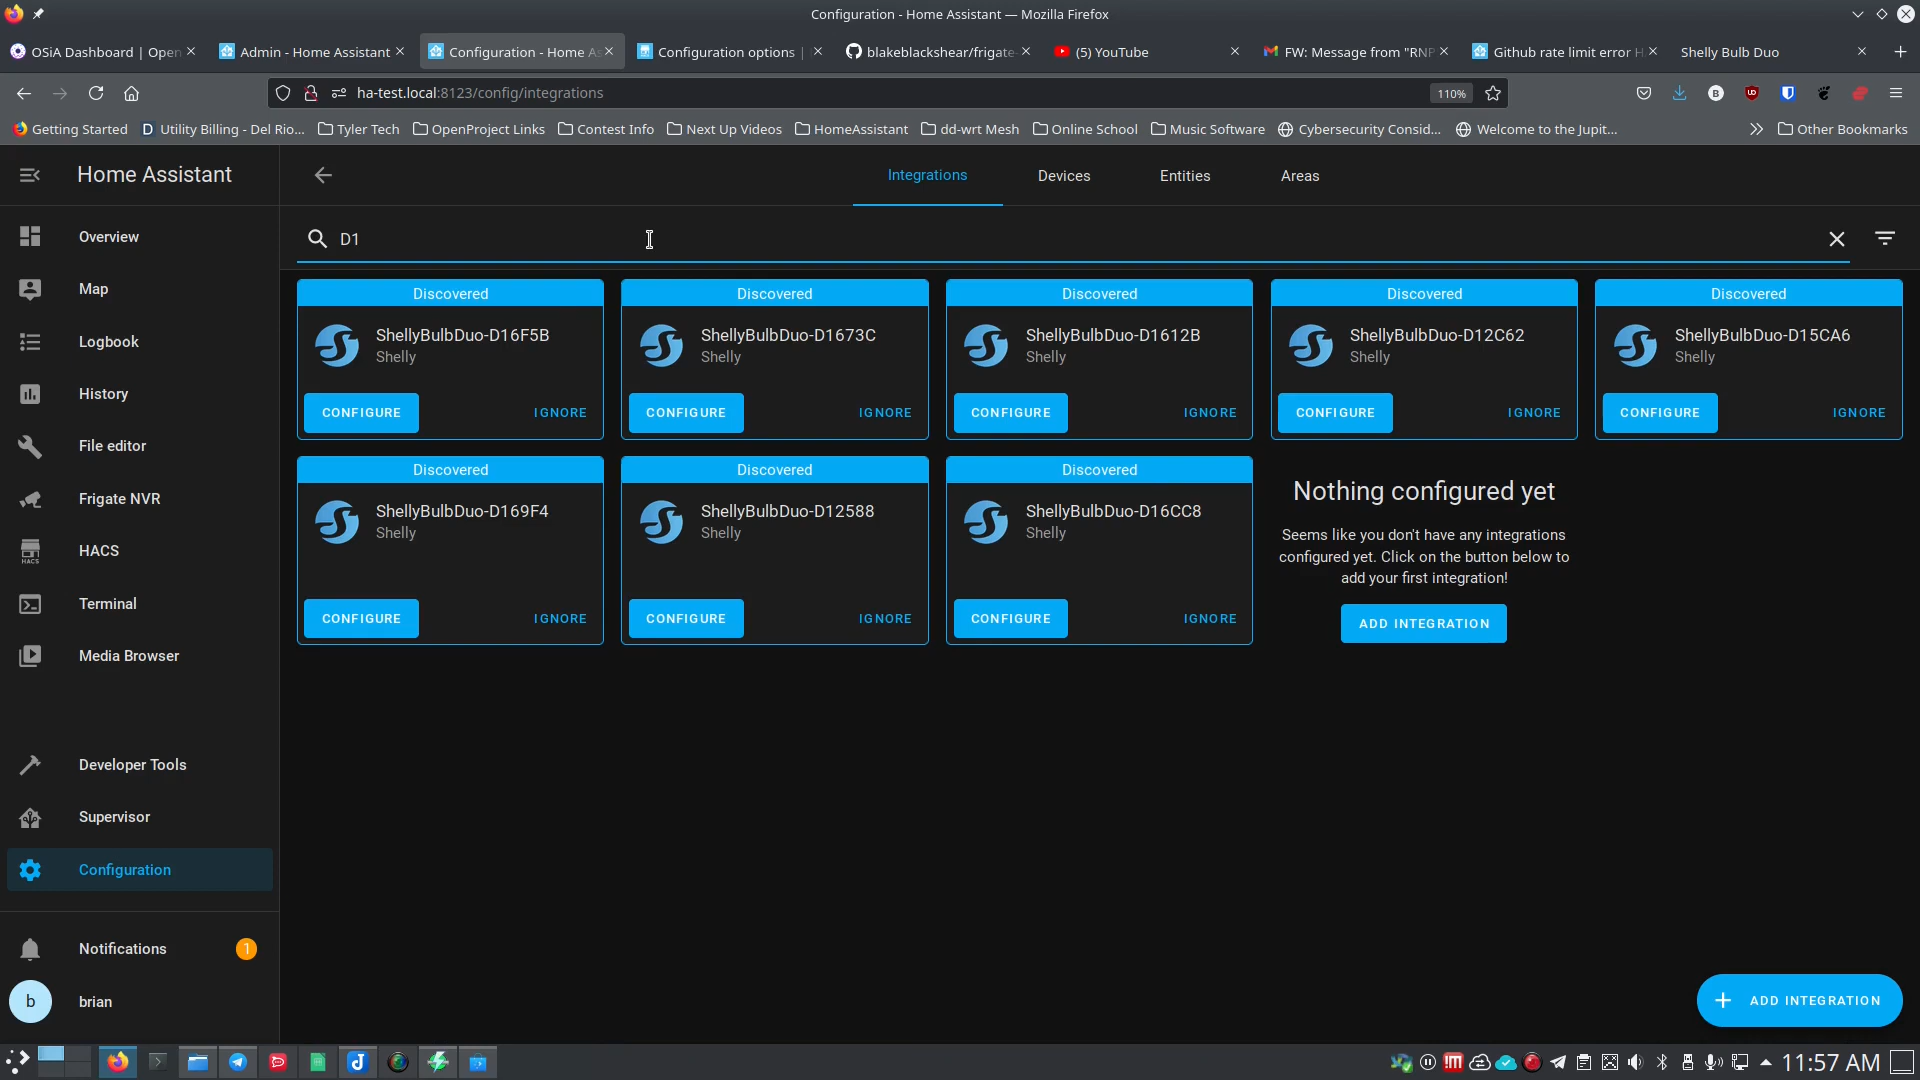 Configuration - Home Assistant — Mozilla Firefox
OSiA Dashboard | Open
Admin - Home Assistant
Configuration - Home As
Configuration options |
blakeblackshear/frigate-
(5) YouTube
FW: Message from "RNP
Github rate limit error H
Shelly Bulb Duo
ha-test.local:8123/config/integrations
110%
Getting Started
Utility Billing - Del Rio...
Tyler Tech
OpenProject Links
Contest Info
Next Up Videos
HomeAssistant
dd-wrt Mesh
Online School
Music Software
Cybersecurity Consid...
Welcome to the Jupit...
Other Bookmarks
Home Assistant
Integrations
Devices
Entities
Areas
Overview
Map
Logbook
History
File editor
Frigate NVR
HACS
HACS
Terminal
Media Browser
Developer Tools
Supervisor
Configuration
Notifications
1
b
brian
D1
Discovered
ShellyBulbDuo-D16F5B
Shelly
CONFIGURE
IGNORE
Discovered
ShellyBulbDuo-D1673C
Shelly
CONFIGURE
IGNORE
Discovered
ShellyBulbDuo-D1612B
Shelly
CONFIGURE
IGNORE
Discovered
ShellyBulbDuo-D12C62
Shelly
CONFIGURE
IGNORE
Discovered
ShellyBulbDuo-D15CA6
Shelly
CONFIGURE
IGNORE
Discovered
ShellyBulbDuo-D169F4
Shelly
CONFIGURE
IGNORE
Discovered
ShellyBulbDuo-D12588
Shelly
CONFIGURE
IGNORE
Discovered
ShellyBulbDuo-D16CC8
Shelly
CONFIGURE
IGNORE
Nothing configured yet
Seems like you don't have any integrations
configured yet. Click on the button below to
add your first integration!
ADD INTEGRATION
ADD INTEGRATION
11:57 AM